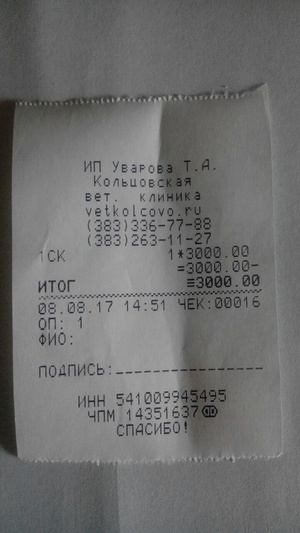 ИП Уварова Т.А.
Кольцовская
вет. клиника
vetkolcovo.ru
(383)336-77-88
(383)263-11-27
1СК 1*3000.00
=3000.00-
ИТОГ ≡3000.00
08.08.17 14:51 ЧЕК:00016
ОП: 1
ФИО:
ПОДПИСЬ:________________
ИНН 541009945495
ЧПМ 14351637
СПАСИБО!